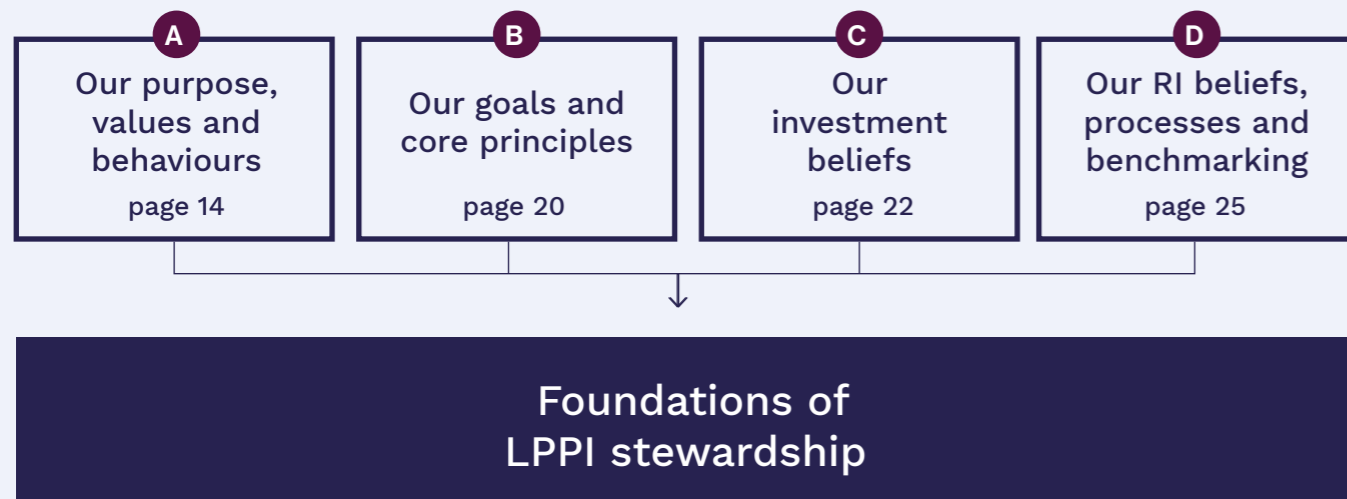 A
Our purpose,
values and
behaviours
page 14
B
Our goals and
core principles
page 20
C
Our
investment
beliefs
page 22
D
Our RI beliefs,
processes and
benchmarking
page 25
Foundations of
LPPI stewardship